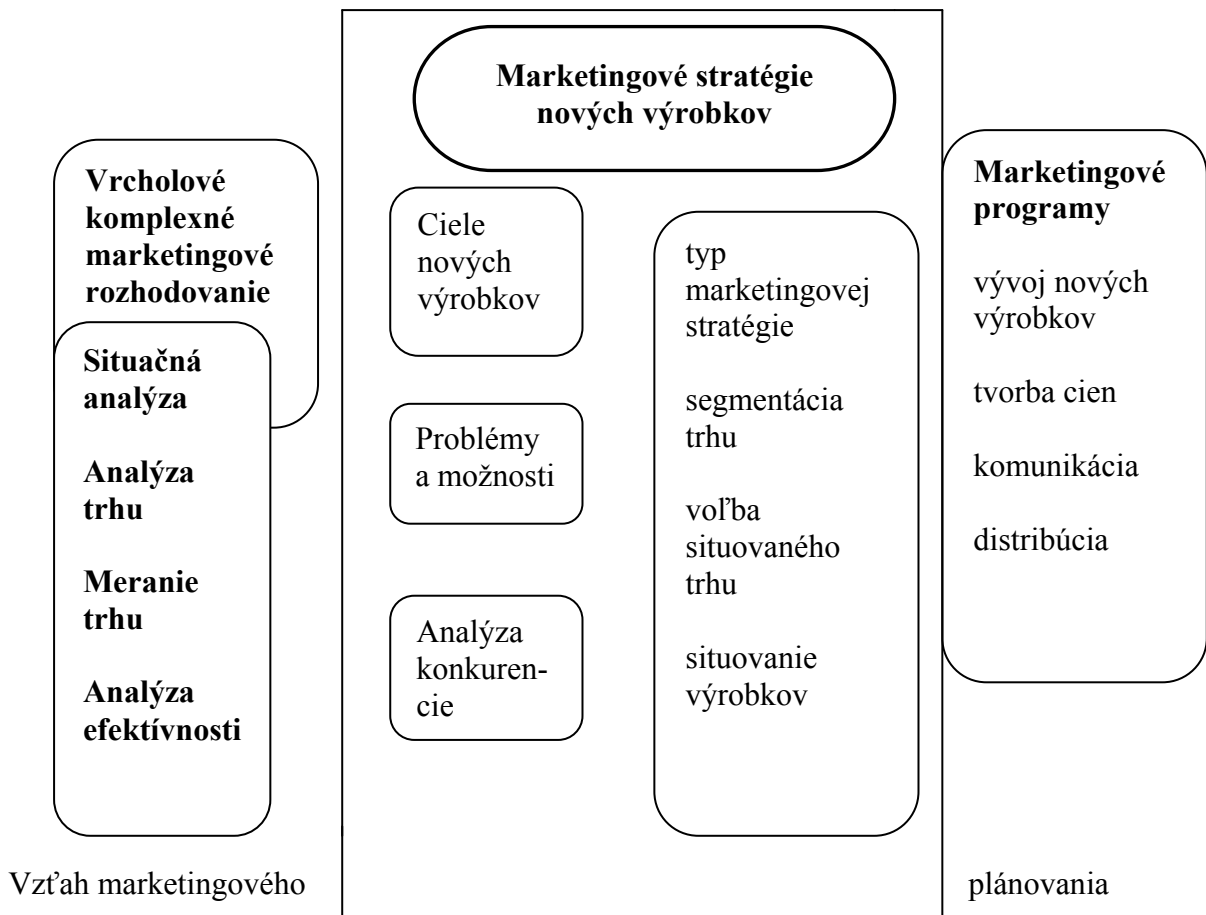 Marketingové stratégie
nových výrobkov
Vrcholové
komplexné
marketingové
rozhodovanie
Situačná
analýza
Analýza
trhu
Meranie
trhu
Analýza
efektívnosti
Ciele
nových
výrobkov
Problémy
a možnosti
Analýza
konkuren-
cie
typ
marketingovej
stratégie
segmentácia
trhu
voľba
situovaného
trhu
situovanie
výrobkov
Marketingové
programy
vývoj nových
výrobkov
tvorba cien
komunikácia
distribúcia
Vzťah marketingového
plánovania